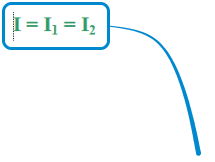 I = I₁ = I₂